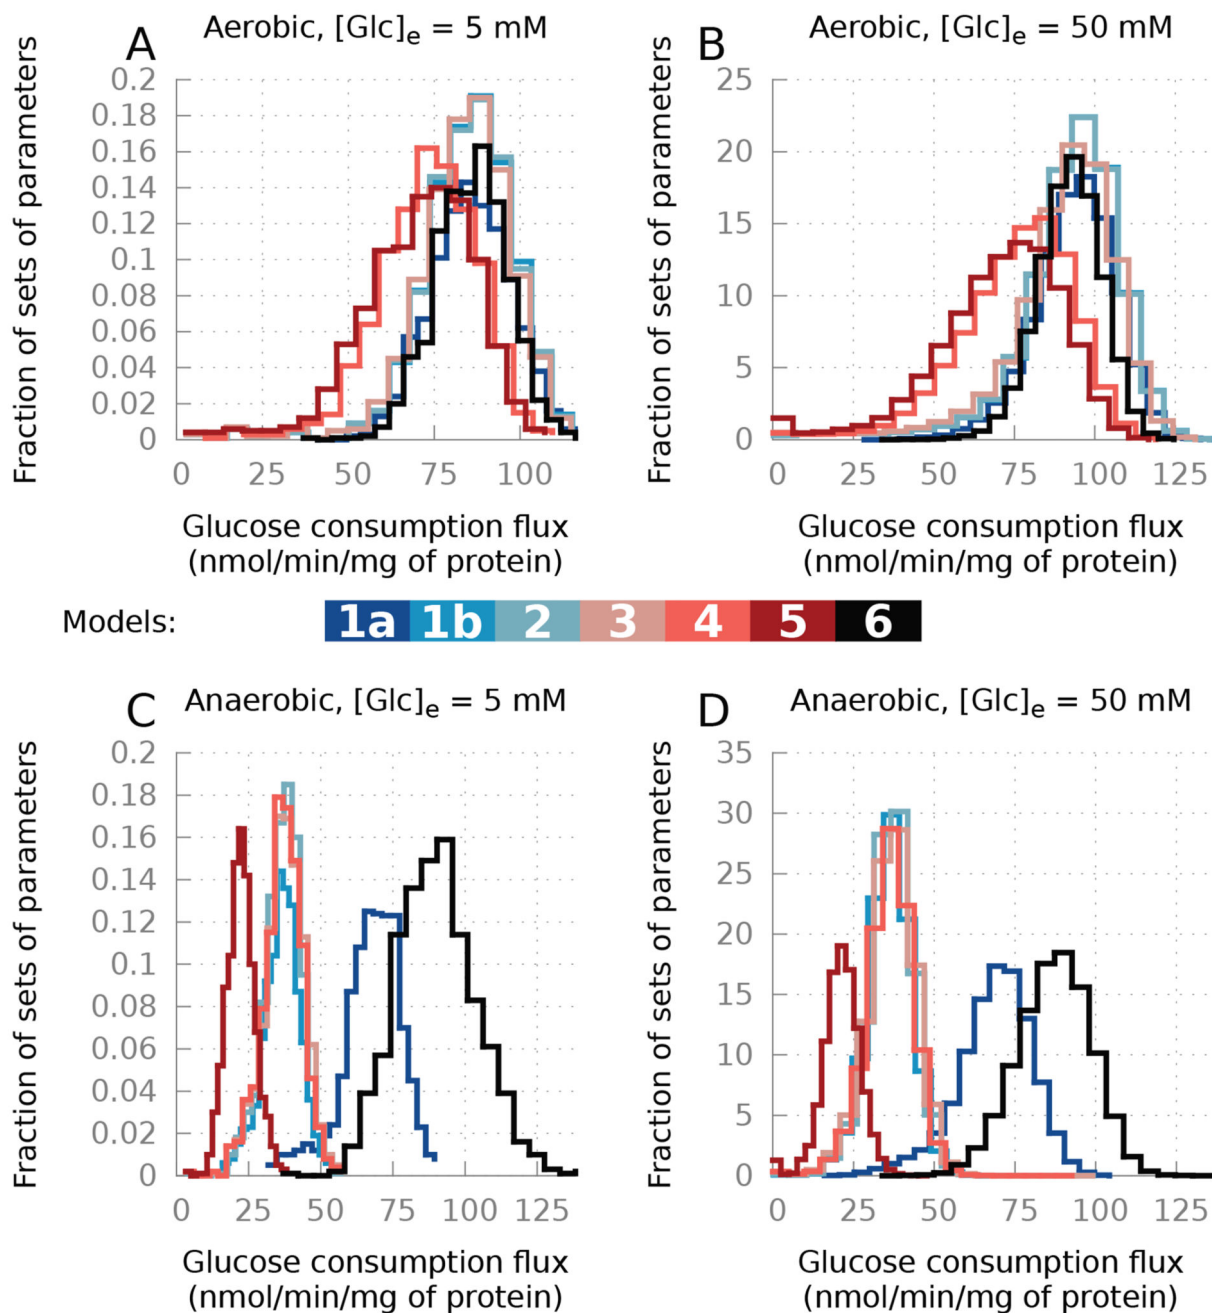 A
Aerobic, [Glc]e = 5 mM
Fraction of sets of parameters
0.2
0.18
0.16
0.14
0.12
0.1
0.08
0.06
0.04
0.02
0
0 25 50 75 100
Glucose consumption flux
(nmol/min/mg of protein)
B
Aerobic, [Glc]e = 50 mM
Fraction of sets of parameters
25
20
15
10
5
0
0 25 50 75 100 125
Glucose consumption flux
(nmol/min/mg of protein)
Models: 1a 1b 2 3 4 5 6
C
Anaerobic, [Glc]e = 5 mM
Fraction of sets of parameters
0.2
0.18
0.16
0.14
0.12
0.1
0.08
0.06
0.04
0.02
0
0 25 50 75 100 125
Glucose consumption flux
(nmol/min/mg of protein)
D
Anaerobic, [Glc]e = 50 mM
Fraction of sets of parameters
35
30
25
20
15
10
5
0
0 25 50 75 100 125
Glucose consumption flux
(nmol/min/mg of protein)